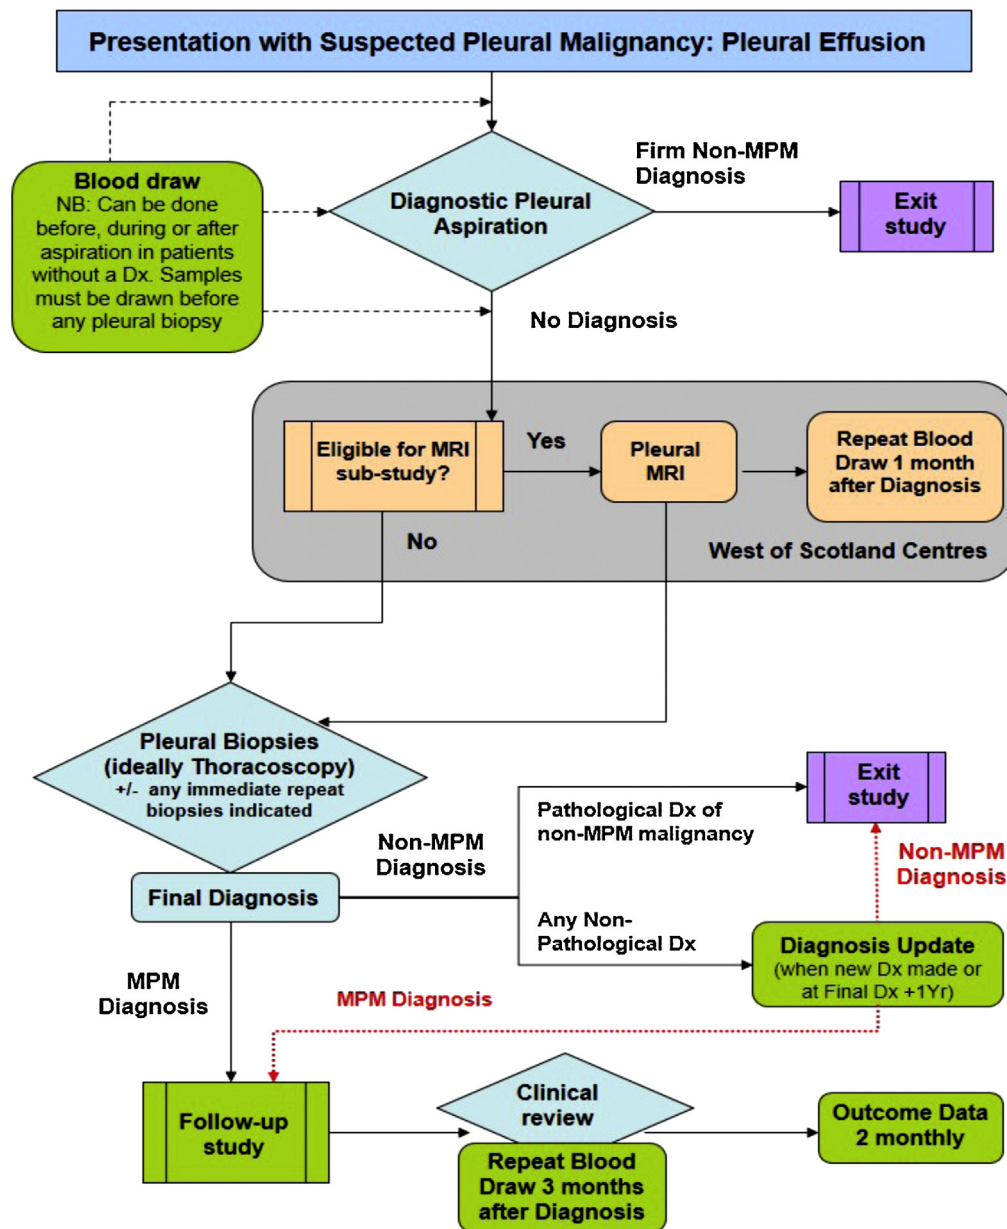 Presentation with Suspected Pleural Malignancy: Pleural Effusion
Blood draw
NB: Can be done
before, during or after
aspiration in patients
without a Dx. Samples
must be drawn before
any pleural biopsy
Diagnostic Pleural
Aspiration
Firm Non-MPM
Diagnosis
Exit
study
No Diagnosis
Eligible for MRI
sub-study?
Yes
Pleural
MRI
Repeat Blood
Draw 1 month
after Diagnosis
No
West of Scotland Centres
Pleural Biopsies
(ideally Thoracoscopy)
+/- any immediate repeat
biopsies indicated
Final Diagnosis
Non-MPM
Diagnosis
Pathological Dx of
non-MPM malignancy
Exit
study
Non-MPM
Diagnosis
Any Non-
Pathological Dx
Diagnosis Update
(when new Dx made or
at Final Dx +1Yr)
MPM
Diagnosis
MPM Diagnosis
Follow-up
study
Clinical
review
Repeat Blood
Draw 3 months
after Diagnosis
Outcome Data
2 monthly